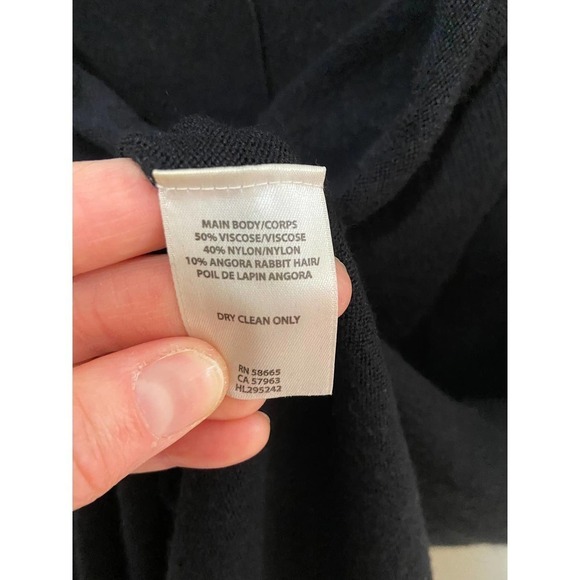 MAIN BODY/CORPS
50% VISCOSE/VISCOSE
40% NYLON/NYLON
10% ANGORA RABBIT HAIR/
POIL DE LAPIN ANGORA
DRY CLEAN ONLY
RN 58665
CA 57963
HL295242